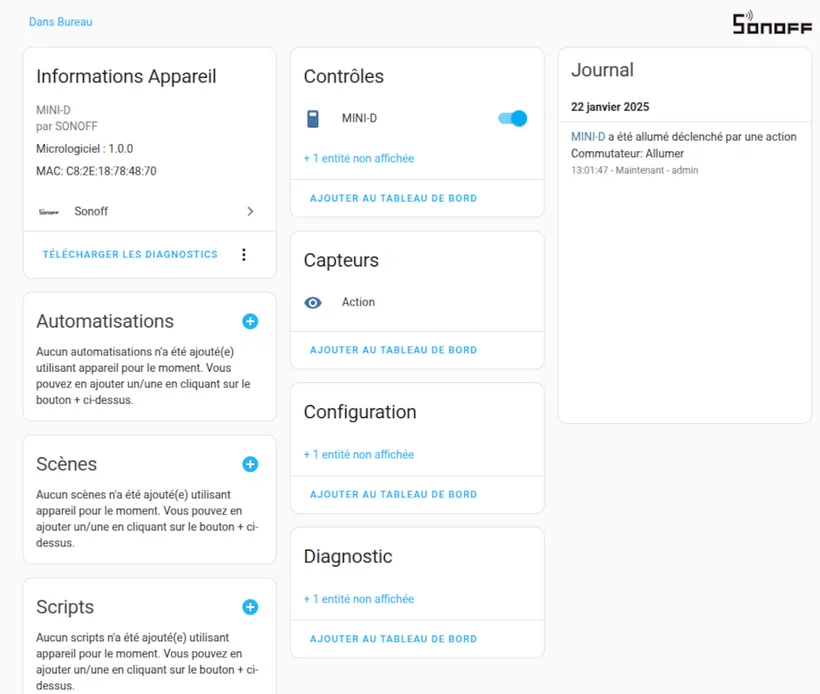 Dans Bureau
SONOFF
Informations Appareil
MINI-D
par SONOFF
Micrologiciel : 1.0.0
MAC: C8:2E:18:78:48:70
SONOFF
Sonoff
TÉLÉCHARGER LES DIAGNOSTICS
Automatisations
Aucun automatisations n'a été ajouté(e)
utilisant appareil pour le moment. Vous
pouvez en ajouter un/une en cliquant sur le
bouton + ci-dessus.
Scènes
Aucun scènes n'a été ajouté(e) utilisant
appareil pour le moment. Vous pouvez en
ajouter un/une en cliquant sur le bouton + ci-
dessus.
Scripts
Aucun scripts n'a été ajouté(e) utilisant
appareil pour le moment. Vous pouvez en
ajouter un/une en cliquant sur le bouton + ci-
dessus.
Contrôles
MINI-D
+ 1 entité non affichée
AJOUTER AU TABLEAU DE BORD
Capteurs
Action
AJOUTER AU TABLEAU DE BORD
Configuration
+ 1 entité non affichée
AJOUTER AU TABLEAU DE BORD
Diagnostic
+ 1 entité non affichée
AJOUTER AU TABLEAU DE BORD
Journal
22 janvier 2025
MINI-D a été allumé déclenché par une action
Commutateur: Allumer
13:01:47 - Maintenant - admin